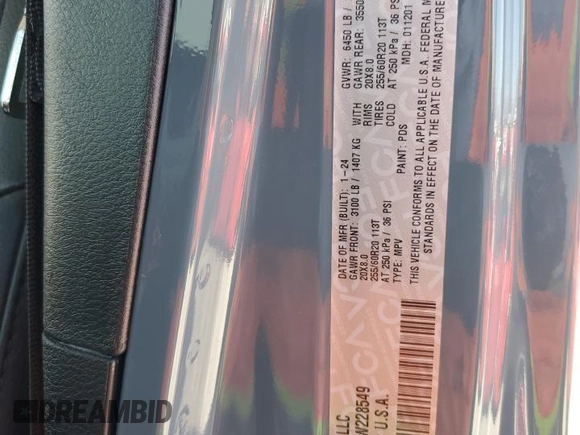 DATE OF MFR (BUILT): 1-24 GVWR: 6450 LB /
GAWR FRONT: 3100 LB / 1407 KG WITH GAWR REAR: 3550
20X8.0 RIMS 20X8.0
255/60R20 113T TIRES 255/60R20 113T
AT 250 kPa / 36 PSI COLD AT 250 kPa / 36 PSI
TYPE: MPV PAINT: PDS MDH: 011201
THIS VEHICLE CONFORMS TO ALL APPLICABLE U.S.A. FEDERAL
STANDARDS IN EFFECT ON THE DATE OF MANUFACTURE
LLC
228549
U.S.A.
DREAMBID